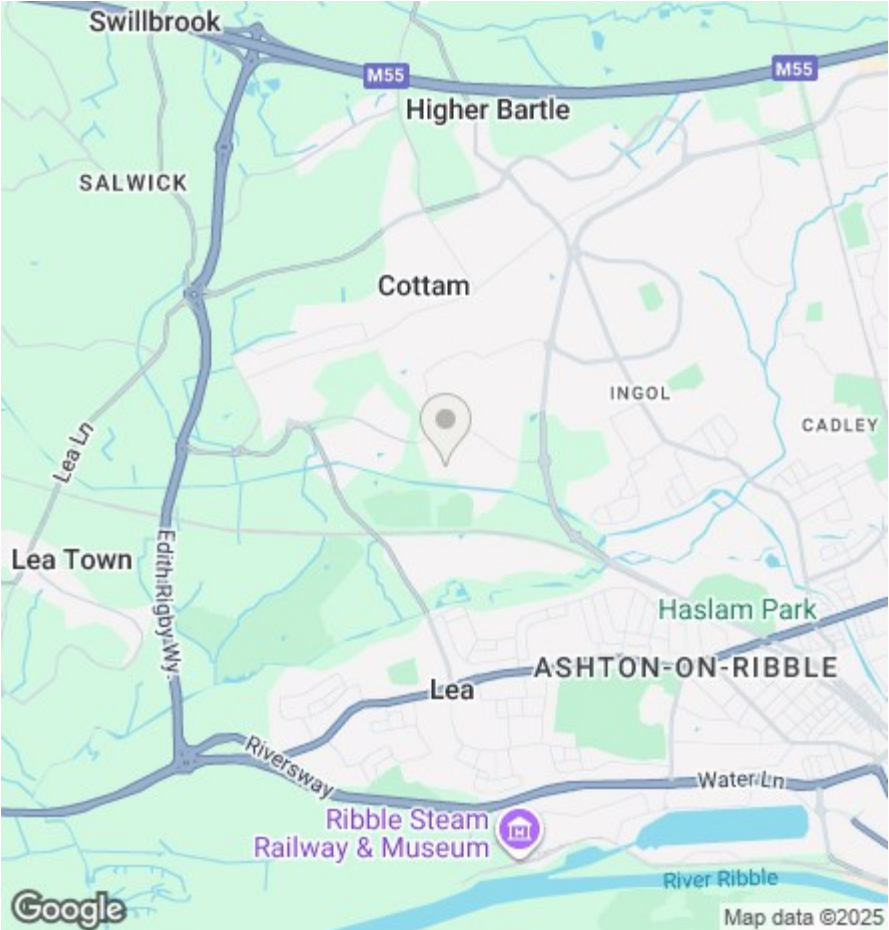 Swillbrook
M55
M55
Higher Bartle
SALWICK
Cottam
INGOL
CADLEY
Lea Ln
Lea Town
Edith Rigby Wy.
Haslam Park
ASHTON-ON-RIBBLE
Lea
Riversway
Water Ln
Ribble Steam
Railway & Museum
River Ribble
Google
Map data ©2025